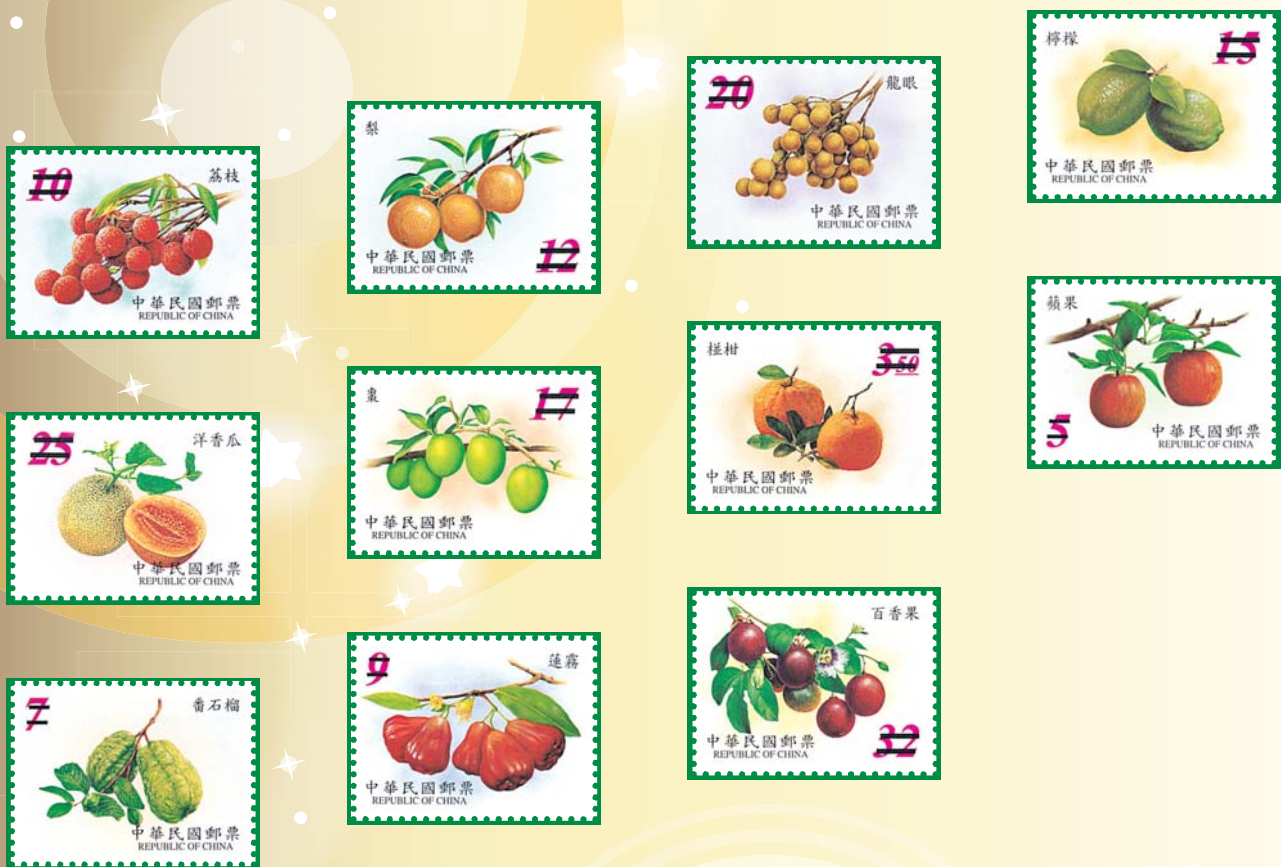 10
荔枝
中華民國郵票
REPUBLIC OF CHINA
25
洋香瓜
中華民國郵票
REPUBLIC OF CHINA
7
番石榴
中華民國郵票
REPUBLIC OF CHINA
梨
中華民國郵票
REPUBLIC OF CHINA
12
棗
17
中華民國郵票
REPUBLIC OF CHINA
9
蓮霧
中華民國郵票
REPUBLIC OF CHINA
20
龍眼
中華民國郵票
REPUBLIC OF CHINA
椪柑
3.50
中華民國郵票
REPUBLIC OF CHINA
百香果
中華民國郵票
REPUBLIC OF CHINA
32
檸檬
15
中華民國郵票
REPUBLIC OF CHINA
蘋果
5
中華民國郵票
REPUBLIC OF CHINA